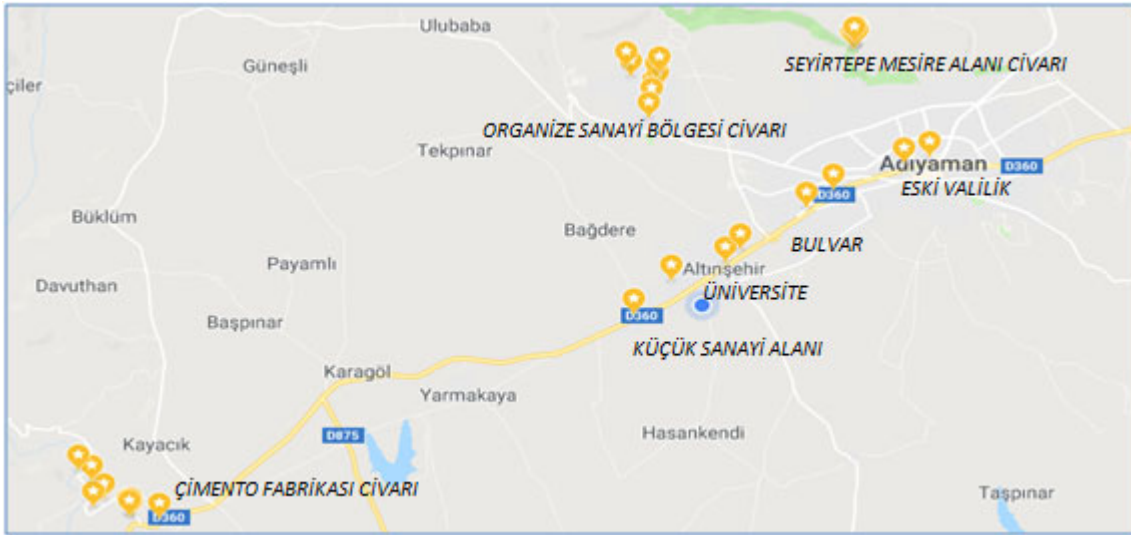 Ulubaba
Güneşli
çiler
SEYİRTEPE MESİRE ALANI CİVARI
ORGANİZE SANAYİ BÖLGESİ CİVARI
Tekpınar
Adıyaman
D360
ESKİ VALİLİK
D360
Büklüm
Bağdere
BULVAR
Payamlı
Altınşehir
Davuthan
ÜNİVERSİTE
D360
Başpınar
KÜÇÜK SANAYİ ALANI
Karagöl
Yarmakaya
Hasankendi
D875
Kayacık
ÇİMENTO FABRİKASI CİVARI
Taşpınar
D360